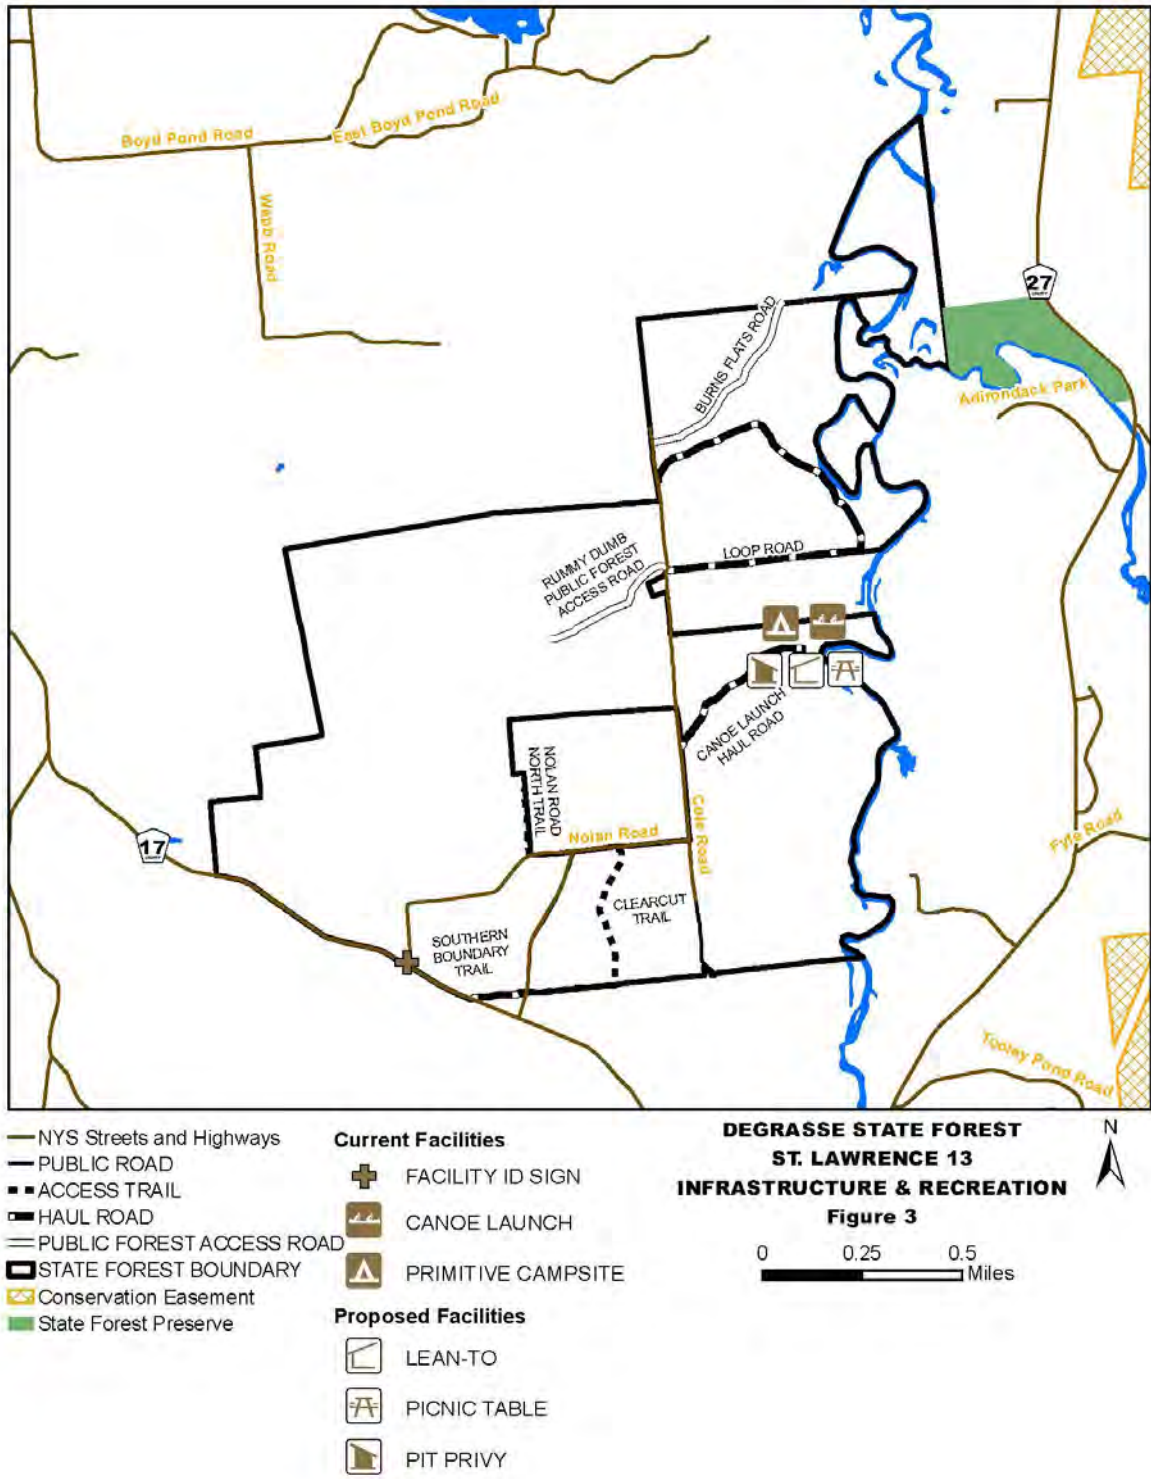 Boyd Pond Road
East Boyd Pond Road
Webb Road
27
COUNTY
BURNS FLATS ROAD
Adirondack Park
LOOP ROAD
RUMMY DUMB
PUBLIC FOREST
ACCESS ROAD
CANOE LAUNCH
HAUL ROAD
NOLAN ROAD
NORTH TRAIL
Nolan Road
Cole Road
17
COUNTY
Fyfe Road
CLEARCUT
TRAIL
SOUTHERN
BOUNDARY
TRAIL
Tooley Pond Road
NYS Streets and Highways
PUBLIC ROAD
ACCESS TRAIL
HAUL ROAD
PUBLIC FOREST ACCESS ROAD
STATE FOREST BOUNDARY
Conservation Easement
State Forest Preserve
Current Facilities
FACILITY ID SIGN
CANOE LAUNCH
PRIMITIVE CAMPSITE
Proposed Facilities
LEAN-TO
PICNIC TABLE
PIT PRIVY
DEGRASSE STATE FOREST
ST. LAWRENCE 13
INFRASTRUCTURE & RECREATION
Figure 3
N
0 0.25 0.5
Miles